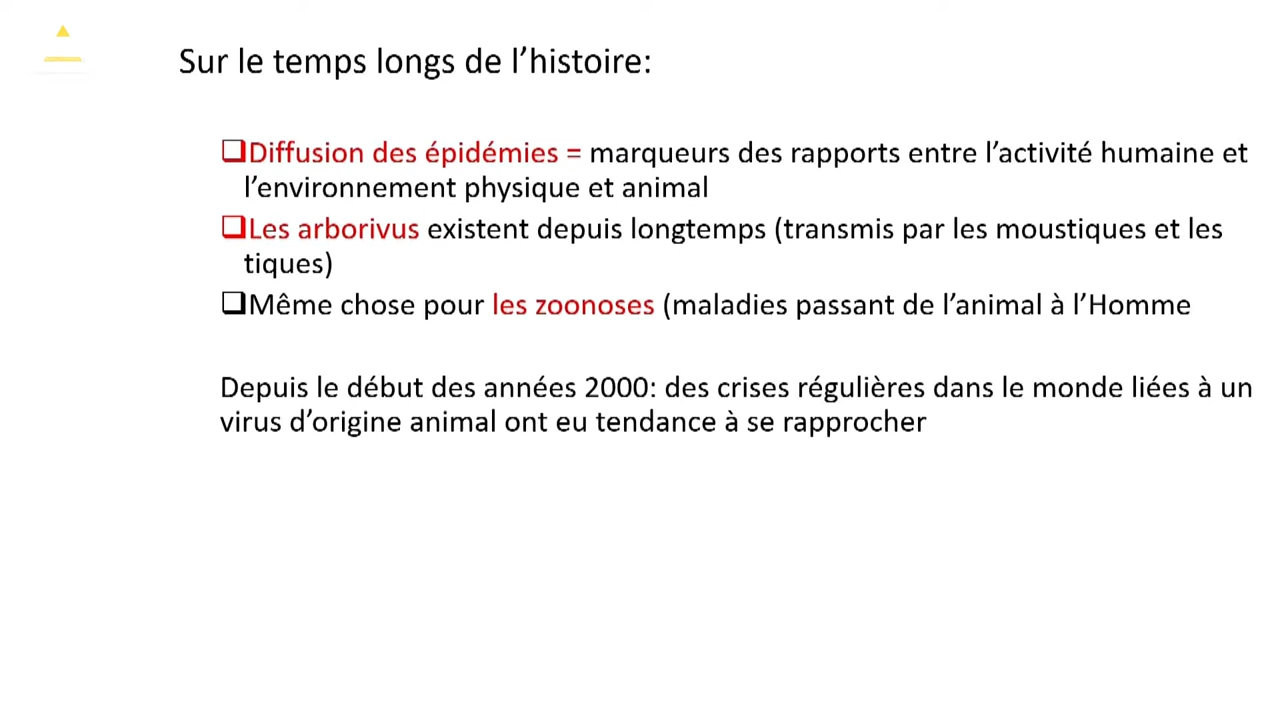 Sur le temps longs de l’histoire:
❑Diffusion des épidémies = marqueurs des rapports entre l’activité humaine et
l’environnement physique et animal
❑Les arborivus existent depuis longtemps (transmis par les moustiques et les
tiques)
❑Même chose pour les zoonoses (maladies passant de l’animal à l’Homme
Depuis le début des années 2000: des crises régulières dans le monde liées à un
virus d’origine animal ont eu tendance à se rapprocher